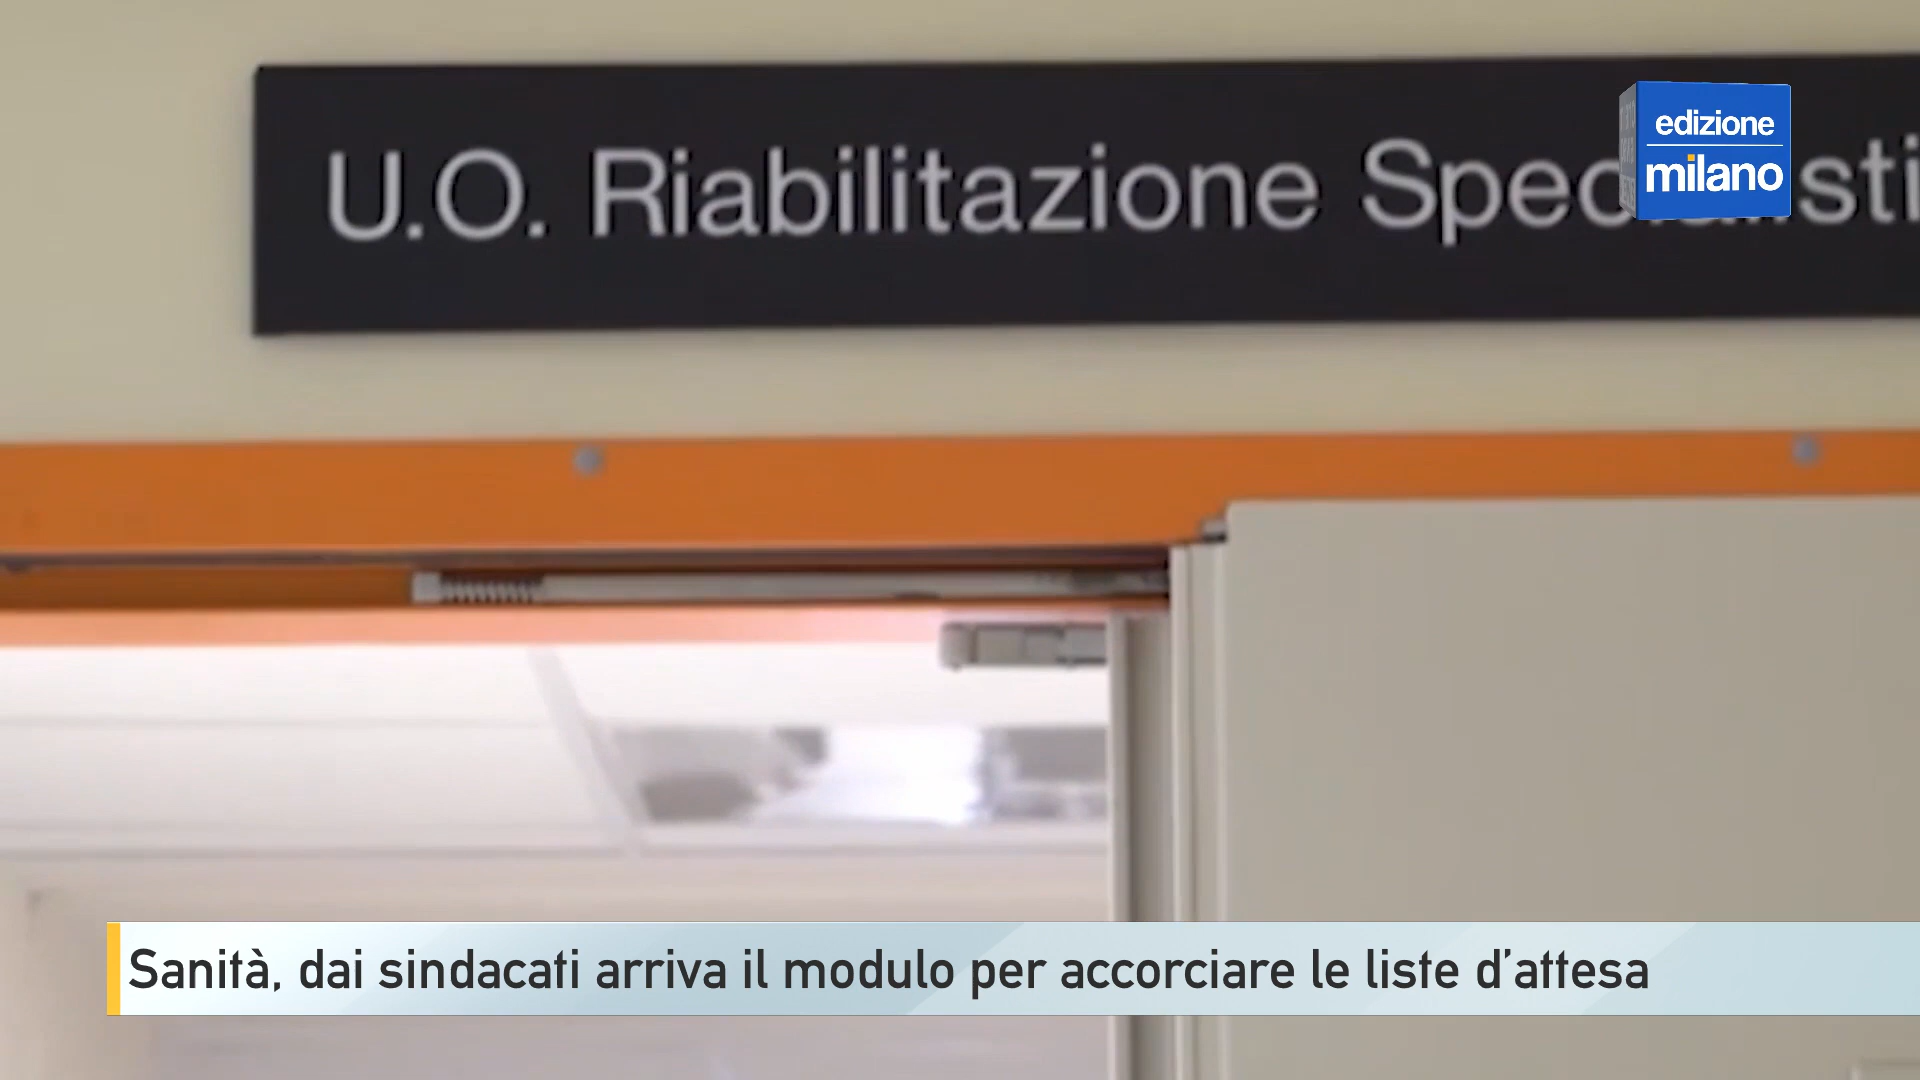 U.O. Riabilitazione
edizione
milano
Sanità, dai sindacati arriva il modulo per accorciare le liste d'attesa